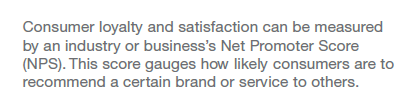 Consumer loyalty and satisfaction can be measured
by an industry or business's Net Promoter Score
(NPS). This score gauges how likely consumers are to
recommend a certain brand or service to others.